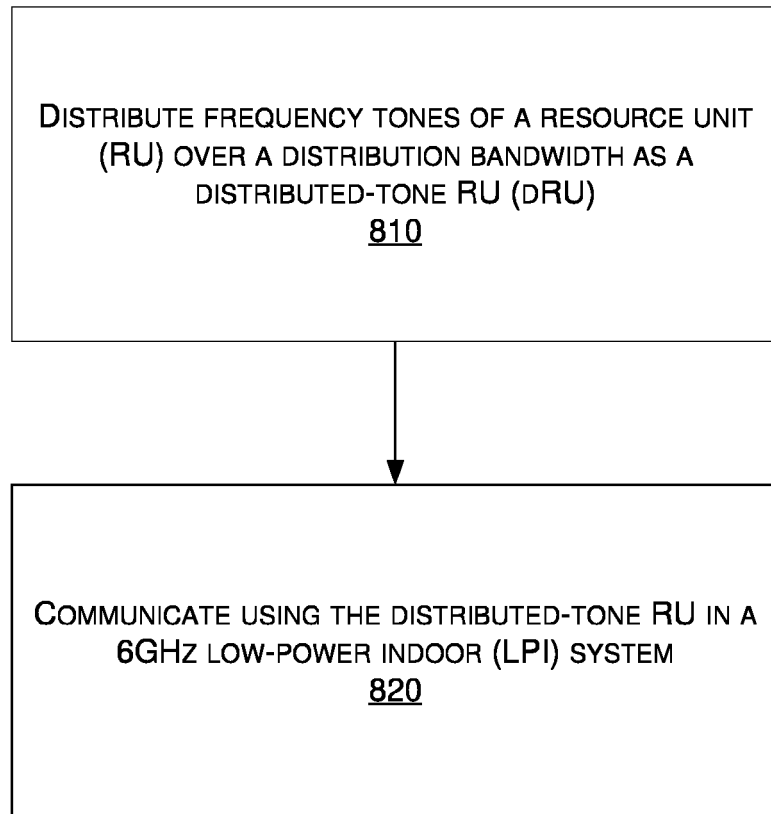 DISTRIBUTE FREQUENCY TONES OF A RESOURCE UNIT
(RU) OVER A DISTRIBUTION BANDWIDTH AS A
DISTRIBUTED-TONE RU (DRU)
810
COMMUNICATE USING THE DISTRIBUTED-TONE RU IN A
6GHZ LOW-POWER INDOOR (LPI) SYSTEM
820